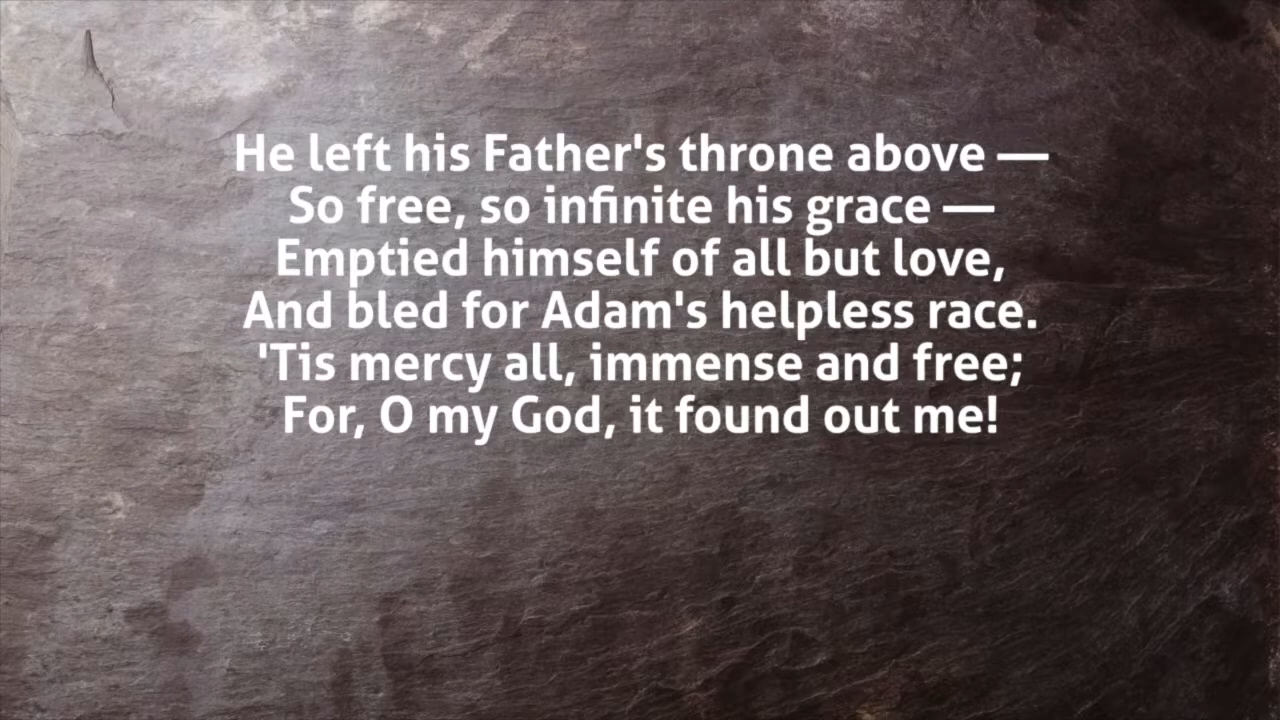 He left his Father's throne above —
So free, so infinite his grace —
Emptied himself of all but love,
And bled for Adam's helpless race.
'Tis mercy all, immense and free;
For, O my God, it found out me!